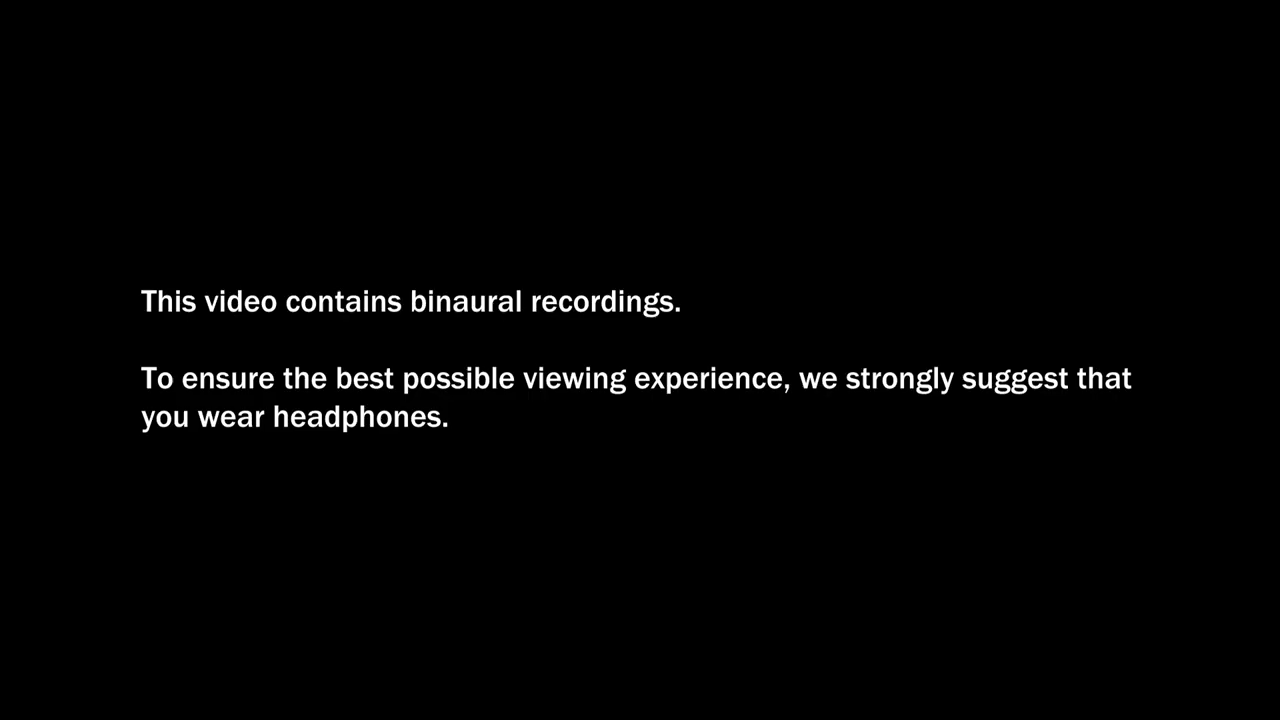 This video contains binaural recordings.
To ensure the best possible viewing experience, we strongly suggest that
you wear headphones.